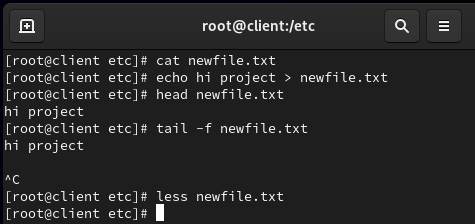 root@client:/etc
[root@client etc]# cat newfile.txt
[root@client etc]# echo hi project > newfile.txt
[root@client etc]# head newfile.txt
hi project
[root@client etc]# tail -f newfile.txt
hi project
^C
[root@client etc]# less newfile.txt
[root@client etc]#